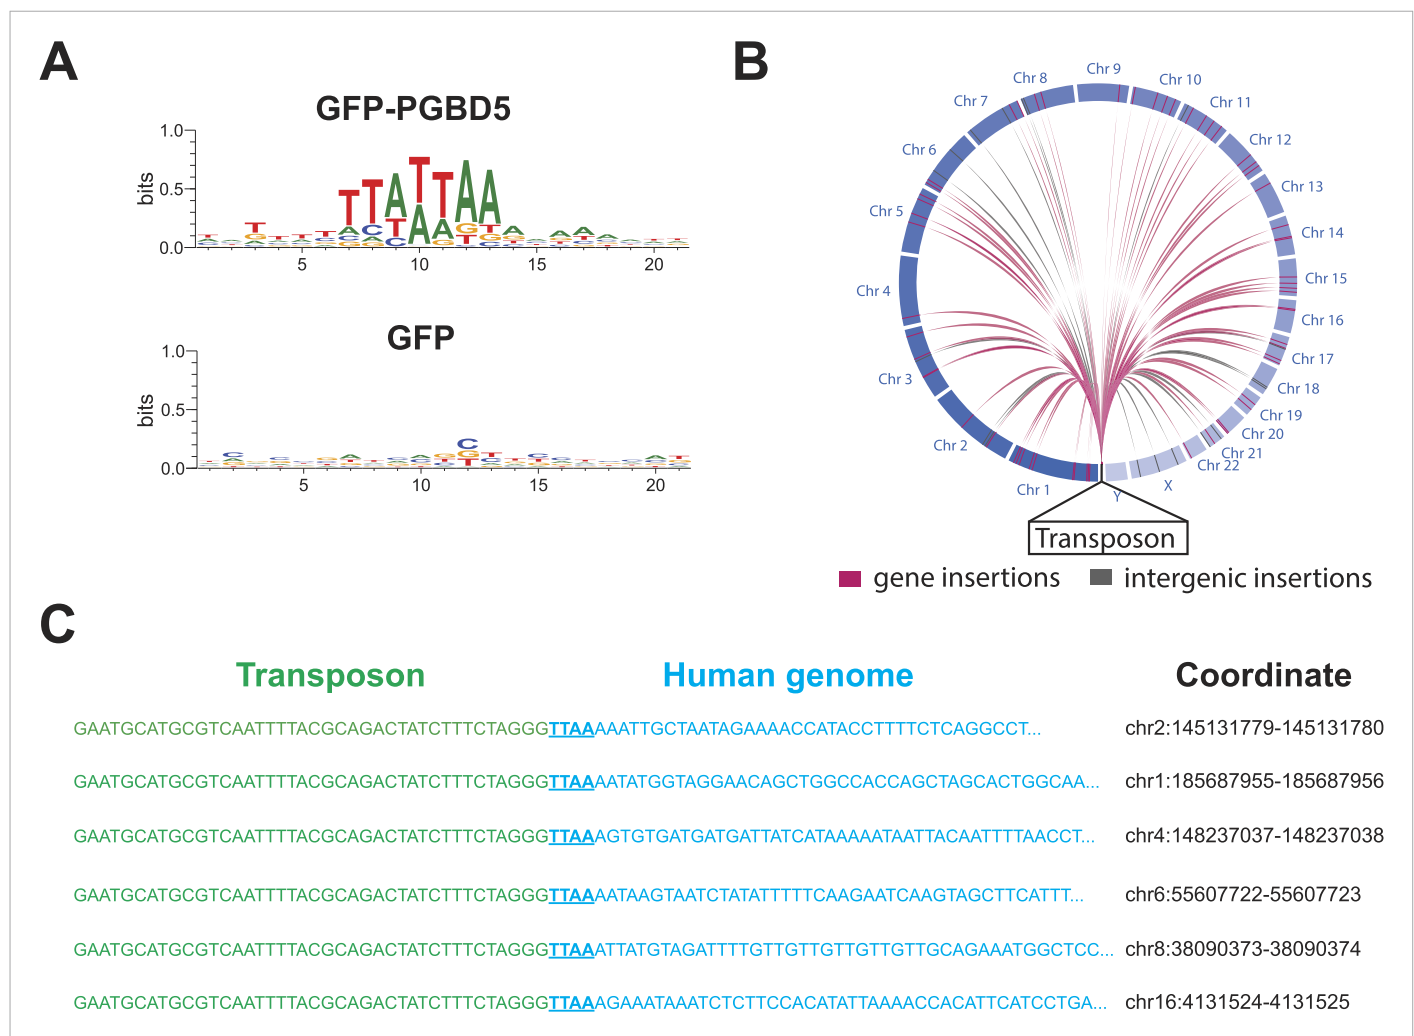 A
GFP-PGBD5
1.0
0.5
0.0
bits
5
10
15
20
GFP
1.0
0.5
0.0
bits
5
10
15
20
B
Chr 1
Chr 2
Chr 3
Chr 4
Chr 5
Chr 6
Chr 7
Chr 8
Chr 9
Chr 10
Chr 11
Chr 12
Chr 13
Chr 14
Chr 15
Chr 16
Chr 17
Chr 18
Chr 19
Chr 20
Chr 21
Chr 22
X
Y
Transposon
gene insertions
intergenic insertions
C
Transposon Human genome Coordinate
GAATGCATGCGTCAATTTTACGCAGACTATCTTTCTAGGGTTAAAAATTGCTAATAGAAAACCATACCTTTTCTCAGGCCT... chr2:145131779-145131780
GAATGCATGCGTCAATTTTACGCAGACTATCTTTCTAGGGTTAAAATATGGTAGGAACAGCTGGCCACCAGCTAGCACTGGCAA... chr1:185687955-185687956
GAATGCATGCGTCAATTTTACGCAGACTATCTTTCTAGGGTTAAAGTGTGATGATGATTATCATAAAAATAATTACAATTTTAACCT... chr4:148237037-148237038
GAATGCATGCGTCAATTTTACGCAGACTATCTTTCTAGGGTTAAAATAAGTAATCTATATTTTTCAAGAATCAAGTAGCTTCATTT... chr6:55607722-55607723
GAATGCATGCGTCAATTTTACGCAGACTATCTTTCTAGGGTTAAATTATGTAGATTTTGTTGTTGTTGTTGTTGCAGAAATGGCTCC... chr8:38090373-38090374
GAATGCATGCGTCAATTTTACGCAGACTATCTTTCTAGGGTTAAAGAAATAAATCTCTTCCACATATTAAAACCACATTCATCCTGA... chr16:4131524-4131525